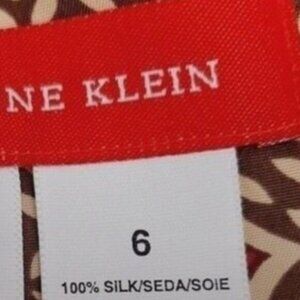 NE KLEIN
6
100% SILK/SEDA/SOIE